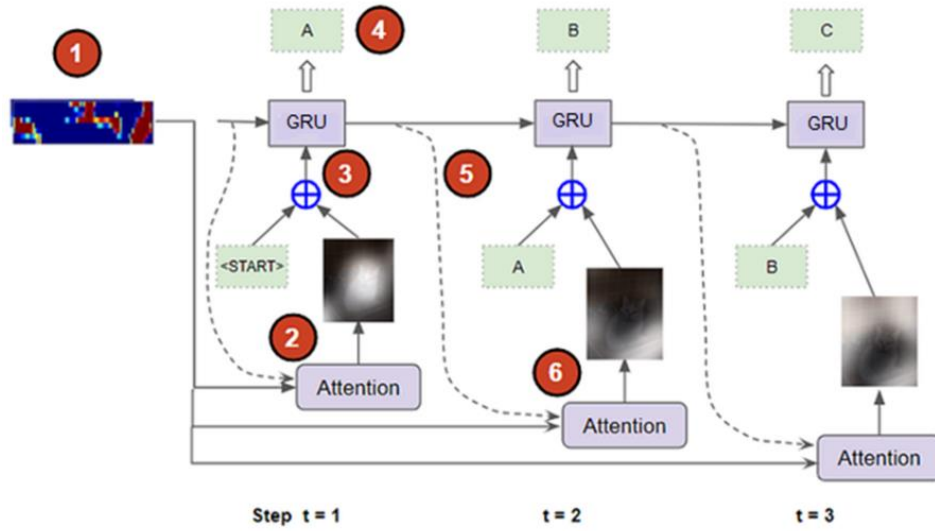 1
A
4
B
C
GRU
GRU
GRU
3
5
<START>
A
B
2
6
Attention
Attention
Attention
Step t = 1
t = 2
t = 3